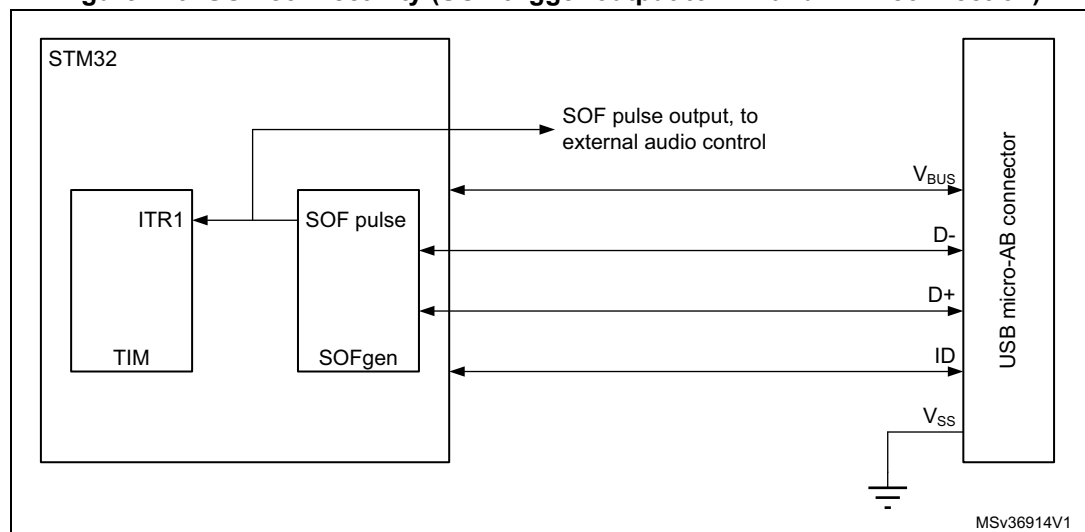 STM32
SOF pulse output, to
external audio control
VBUS
ITR1
SOF pulse
D-
D+
TIM
SOFgen
ID
VSS
USB micro-AB connector
MSv36914V1